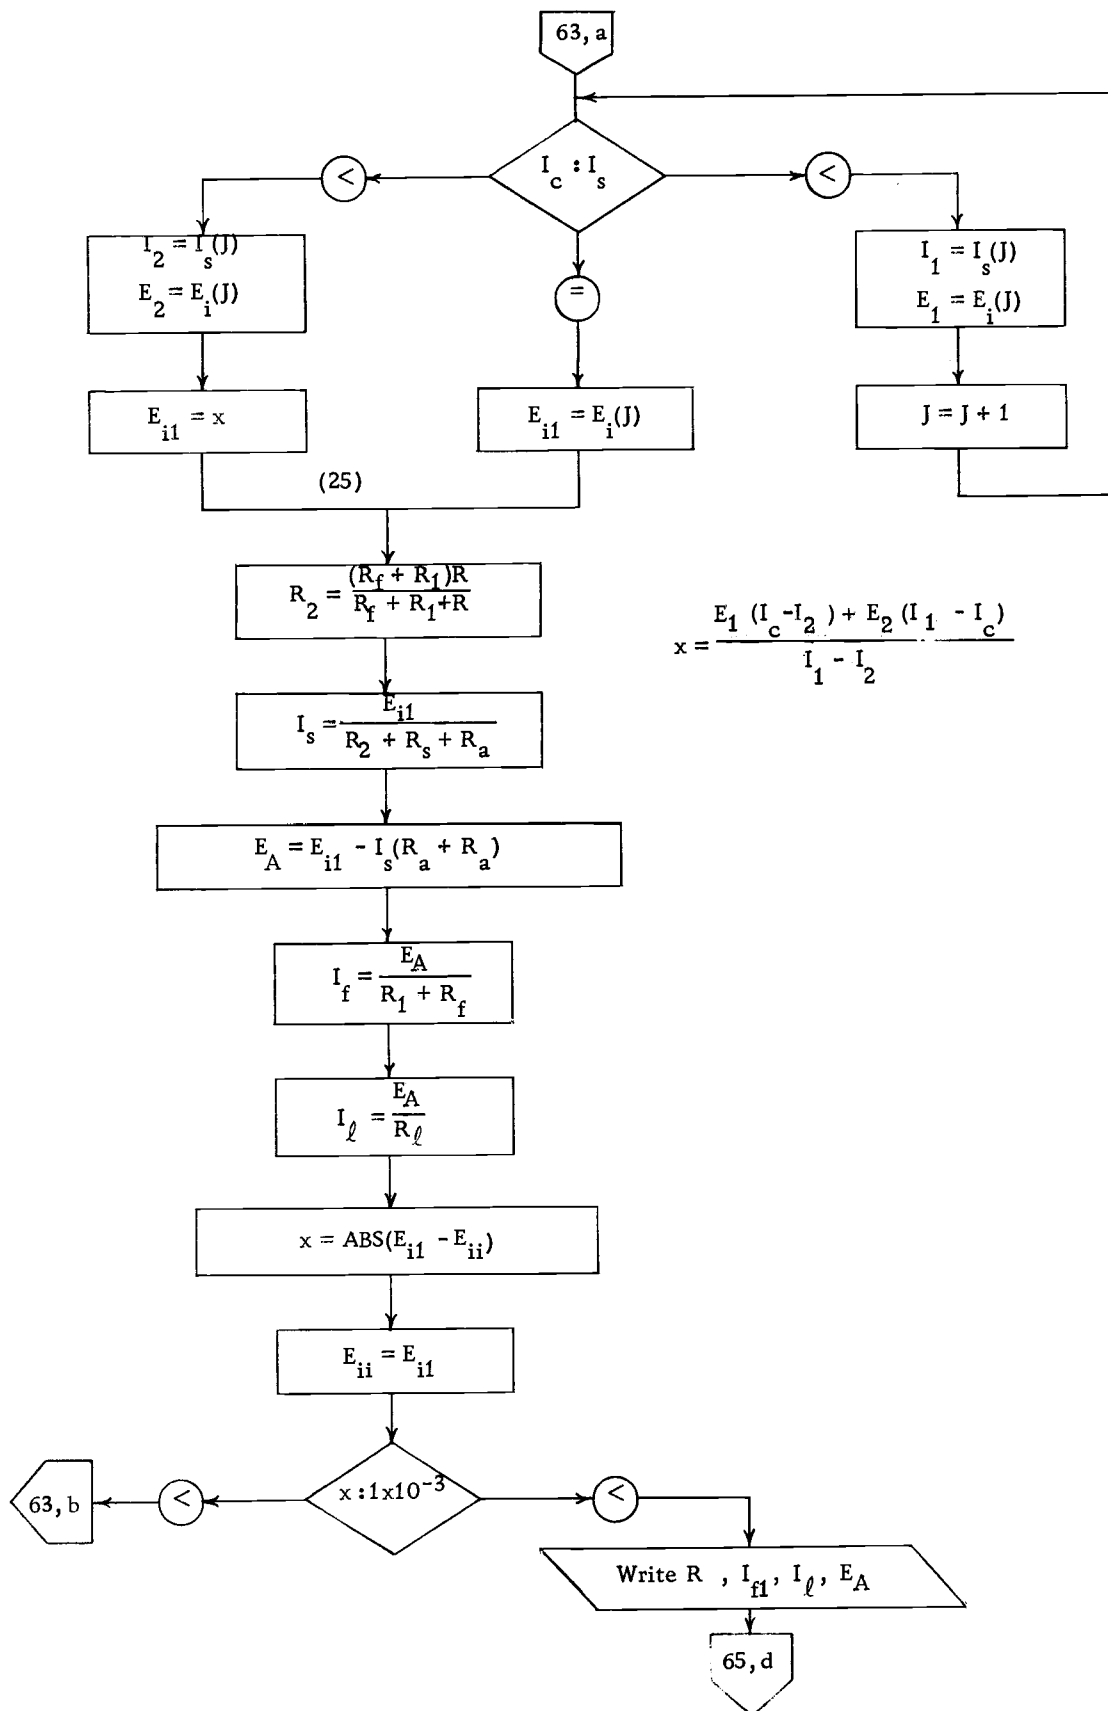 63, a
I_c : I_s
<
<
=
I_2 = I_s(J)
E_2 = E_i(J)
I_1 = I_s(J)
E_1 = E_i(J)
E_i1 = x
E_i1 = E_i(J)
J = J + 1
(25)
R_2 = (R_f + R_1)R / R_f + R_1 + R
x = E_1 (I_c - I_2) + E_2 (I_1 - I_c) / I_1 - I_2
I_s = E_i1 / R_2 + R_s + R_a
E_A = E_i1 - I_s(R_a + R_a)
I_f = E_A / R_1 + R_f
I_ℓ = E_A / R_ℓ
x = ABS(E_i1 - E_ii)
E_ii = E_i1
x : 1x10^-3
<
<
63, b
Write R , I_f1, I_ℓ, E_A
65, d